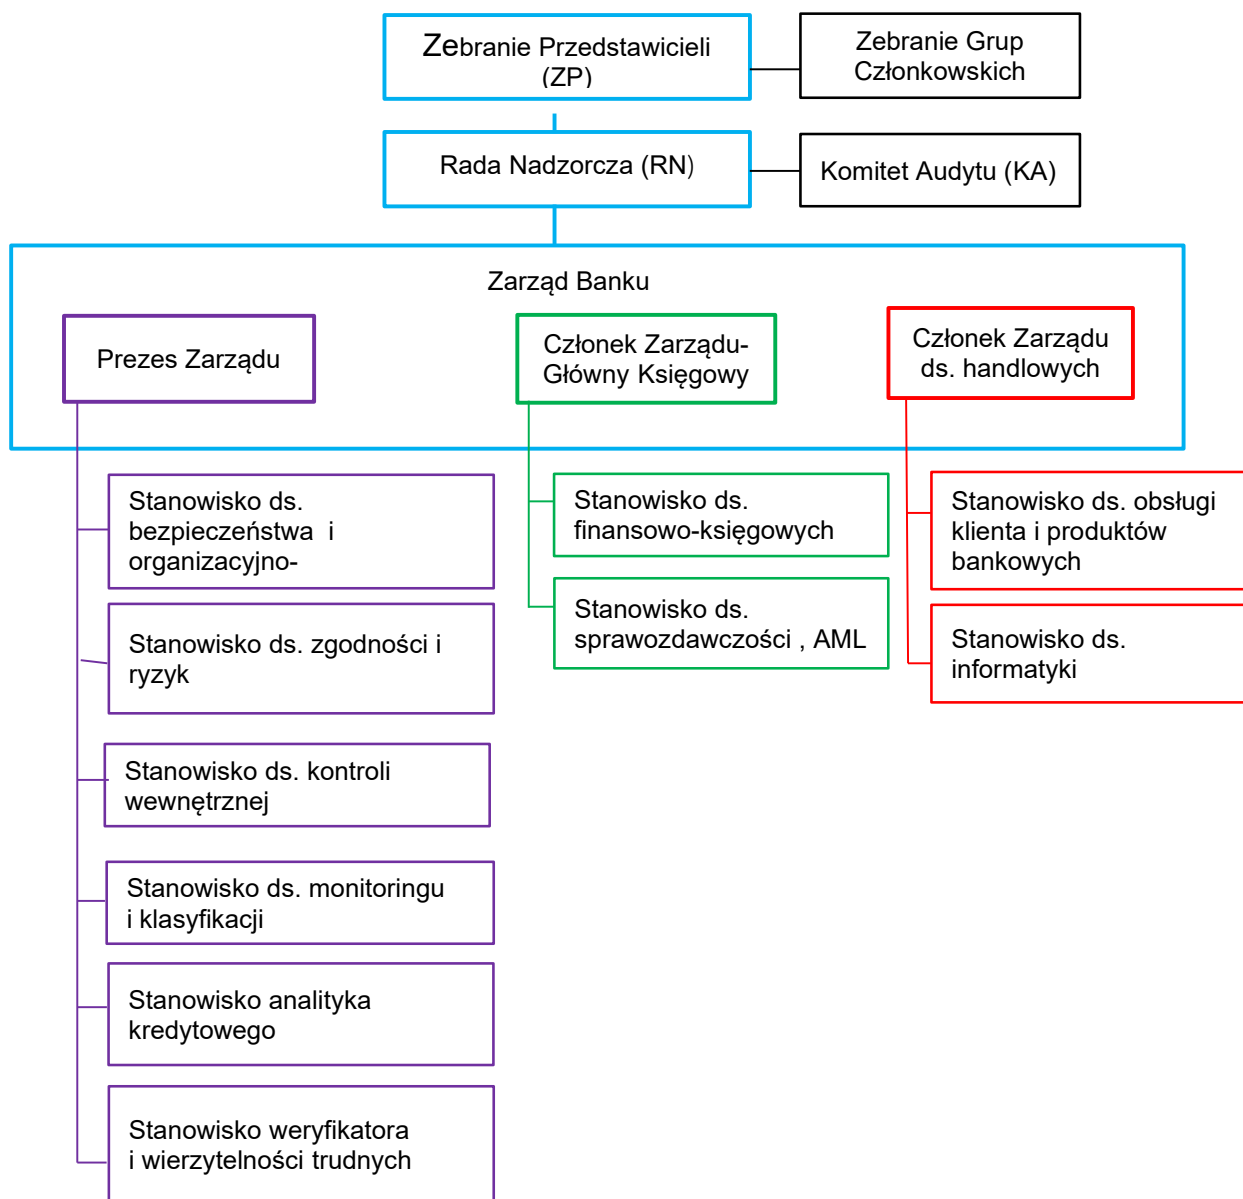 Zebranie Przedstawicieli
(ZP)
Zebranie Grup
Członkowskich
Rada Nadzorcza (RN)
Komitet Audytu (KA)
Zarząd Banku
Prezes Zarządu
Członek Zarządu-
Główny Księgowy
Członek Zarządu
ds. handlowych
Stanowisko ds.
bezpieczeństwa i
organizacyjno-
Stanowisko ds. zgodności i
ryzyk
Stanowisko ds. kontroli
wewnętrznej
Stanowisko ds. monitoringu
i klasyfikacji
Stanowisko analityka
kredytowego
Stanowisko weryfikatora
i wierzytelności trudnych
Stanowisko ds.
finansowo-księgowych
Stanowisko ds.
sprawozdawczości , AML
Stanowisko ds. obsługi
klienta i produktów
bankowych
Stanowisko ds.
informatyki